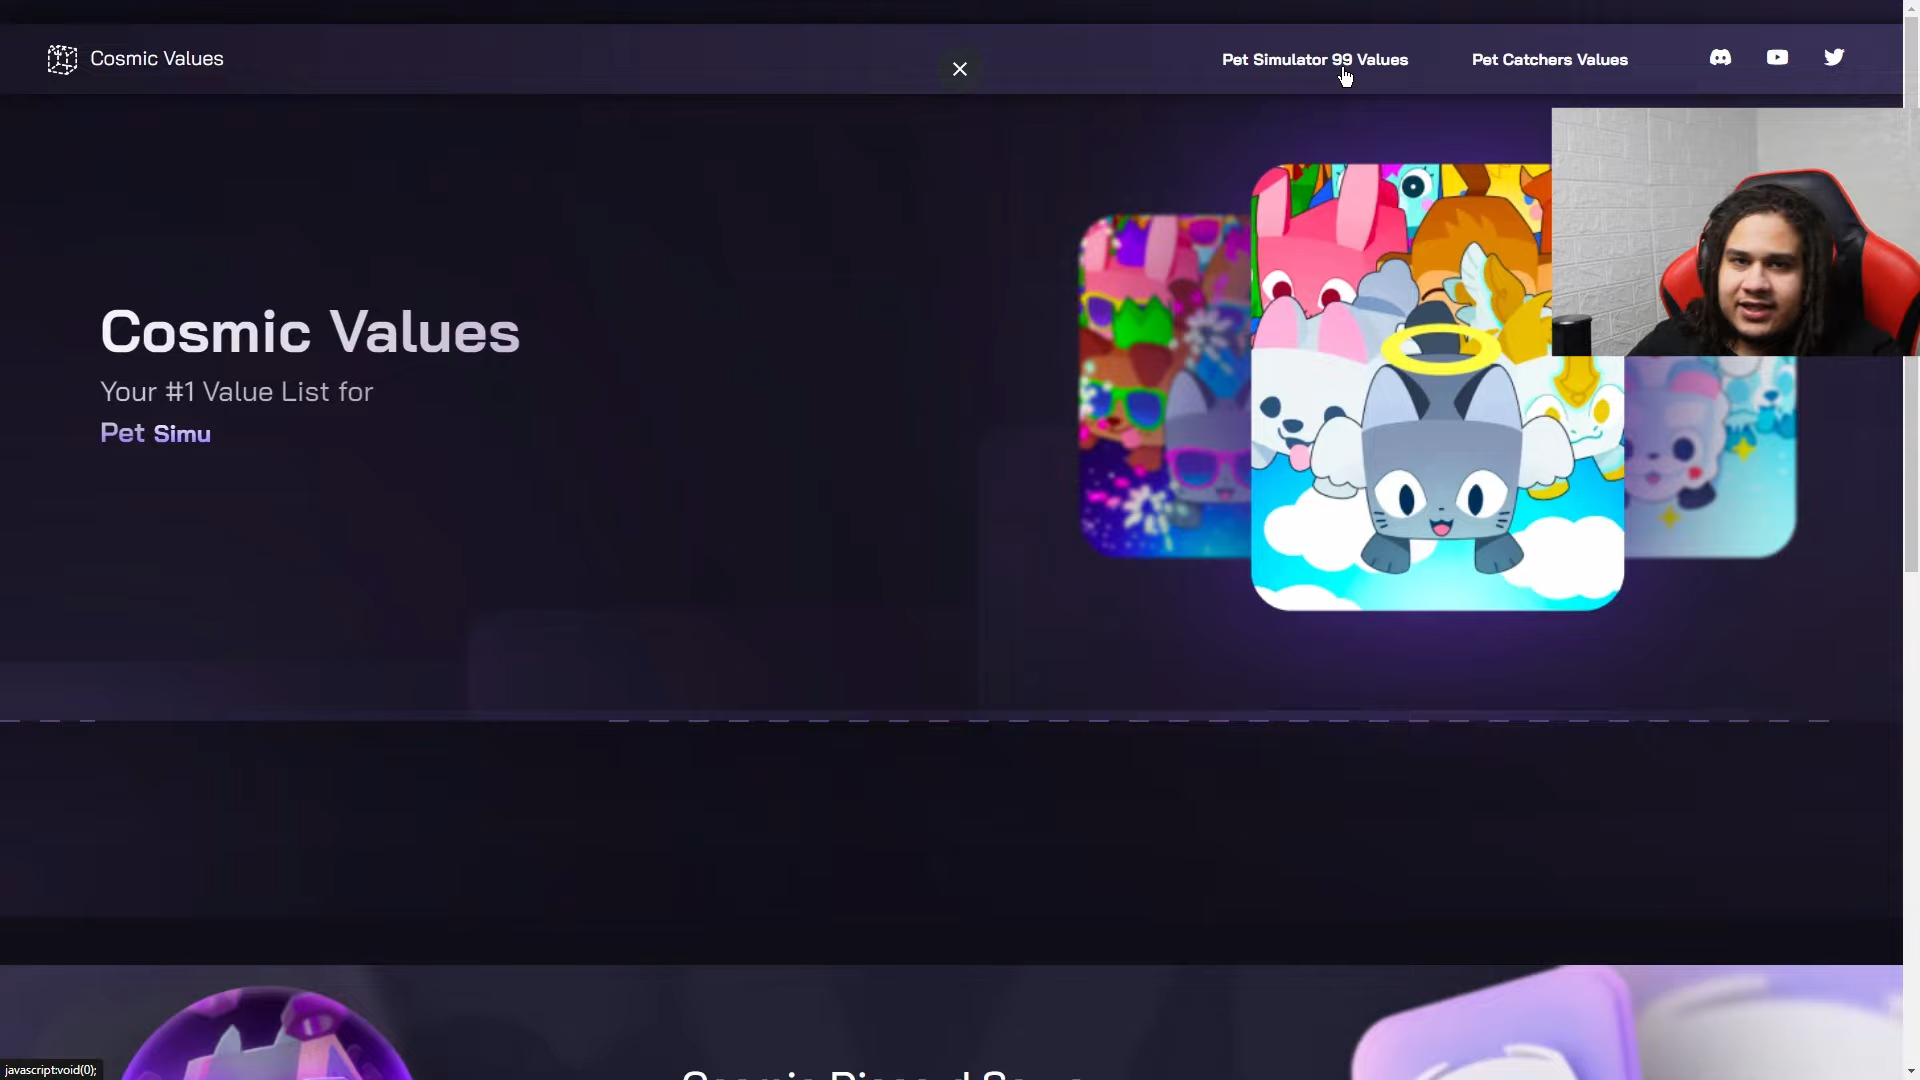 Cosmic Values
Pet Simulator 99 Values
Pet Catchers Values
Cosmic Values
Your #1 Value List for
Pet Simu
javascript:void(0);